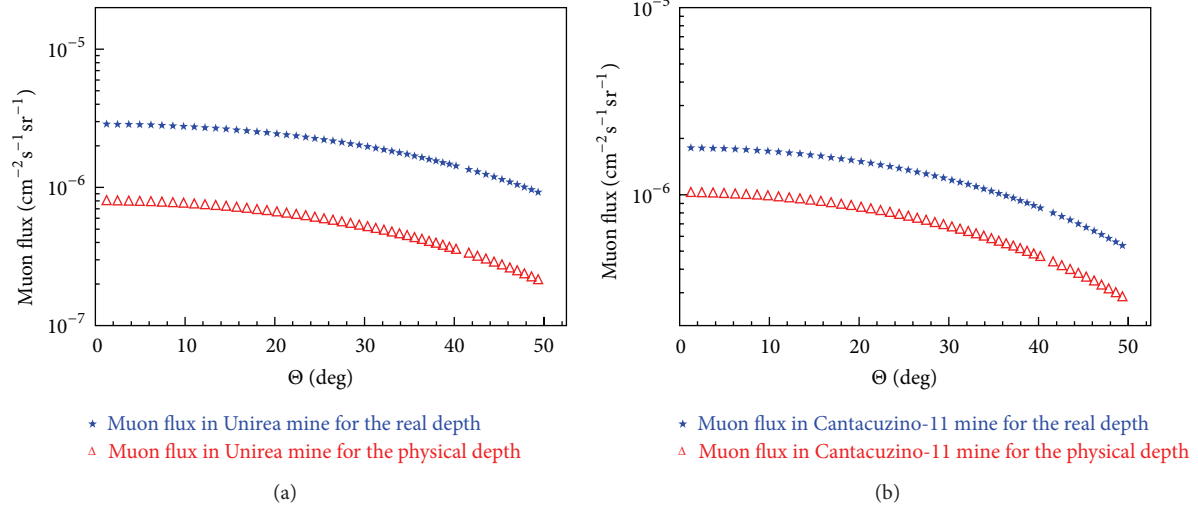 10⁻⁵
10⁻⁶
10⁻⁷
Muon flux (cm⁻² s⁻¹ sr⁻¹)
0 10 20 30 40 50
Θ (deg)
Muon flux in Unirea mine for the real depth
Muon flux in Unirea mine for the physical depth
(a)
10⁻⁵
10⁻⁶
Muon flux (cm⁻² s⁻¹ sr⁻¹)
0 10 20 30 40 50
Θ (deg)
Muon flux in Cantacuzino-11 mine for the real depth
Muon flux in Cantacuzino-11 mine for the physical depth
(b)